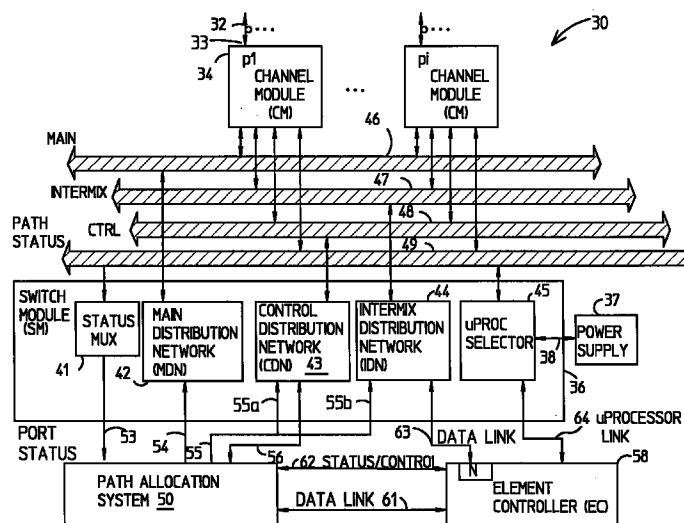 32
33
34
30
p1
CHANNEL
MODULE
(CM)
...
pi
CHANNEL
MODULE
(CM)
MAIN
46
INTERMIX
47
PATH
STATUS
CTRL
48
49
SWITCH
MODULE
(SM)
STATUS
MUX
41
MAIN
DISTRIBUTION
NETWORK
(MDN)
42
CONTROL
DISTRIBUTION
NETWORK
(CDN) 43
INTERMIX
DISTRIBUTION
NETWORK
(IDN)
44
uPROC
SELECTOR
45
37
POWER
SUPPLY
38
36
PORT
STATUS
53
54
55
55a
55b
56
63
DATA LINK
64 uPROCESSOR
LINK
58
62 STATUS/CONTROL
PATH ALLOCATION
SYSTEM 50
DATA LINK 61
N
ELEMENT
CONTROLLER (EC)